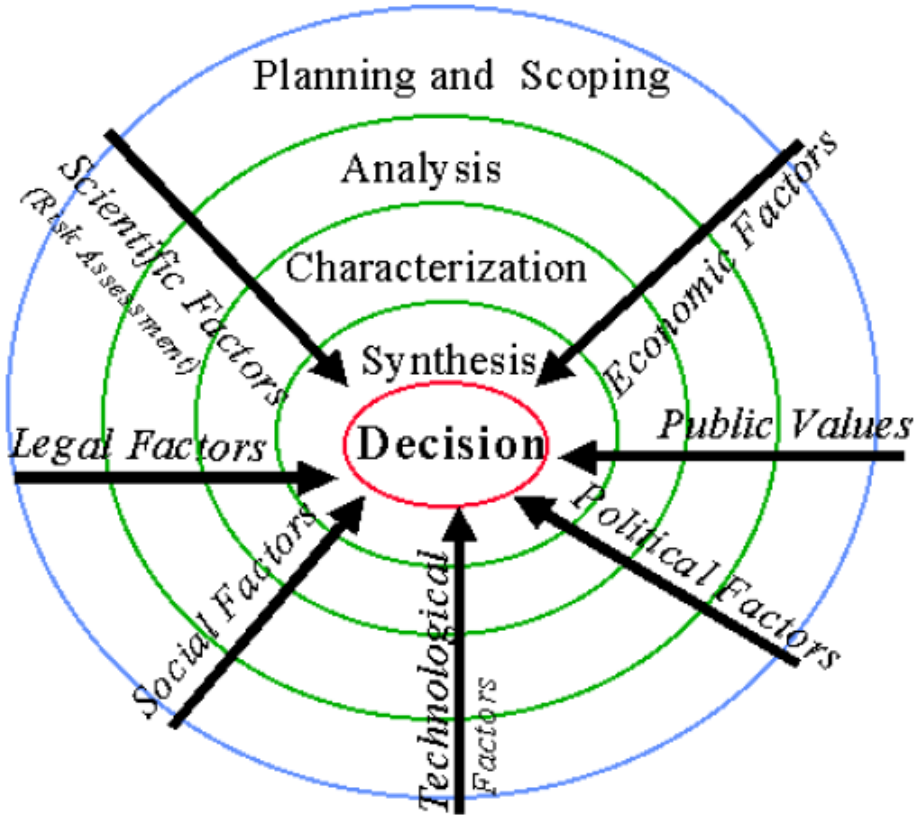 Planning and Scoping
Analysis
Characterization
Synthesis
Decision
Scientific Factors
(Risk Assessment)
Economic Factors
Legal Factors
Public Values
Social Factors
Technological
Factors
Political Factors